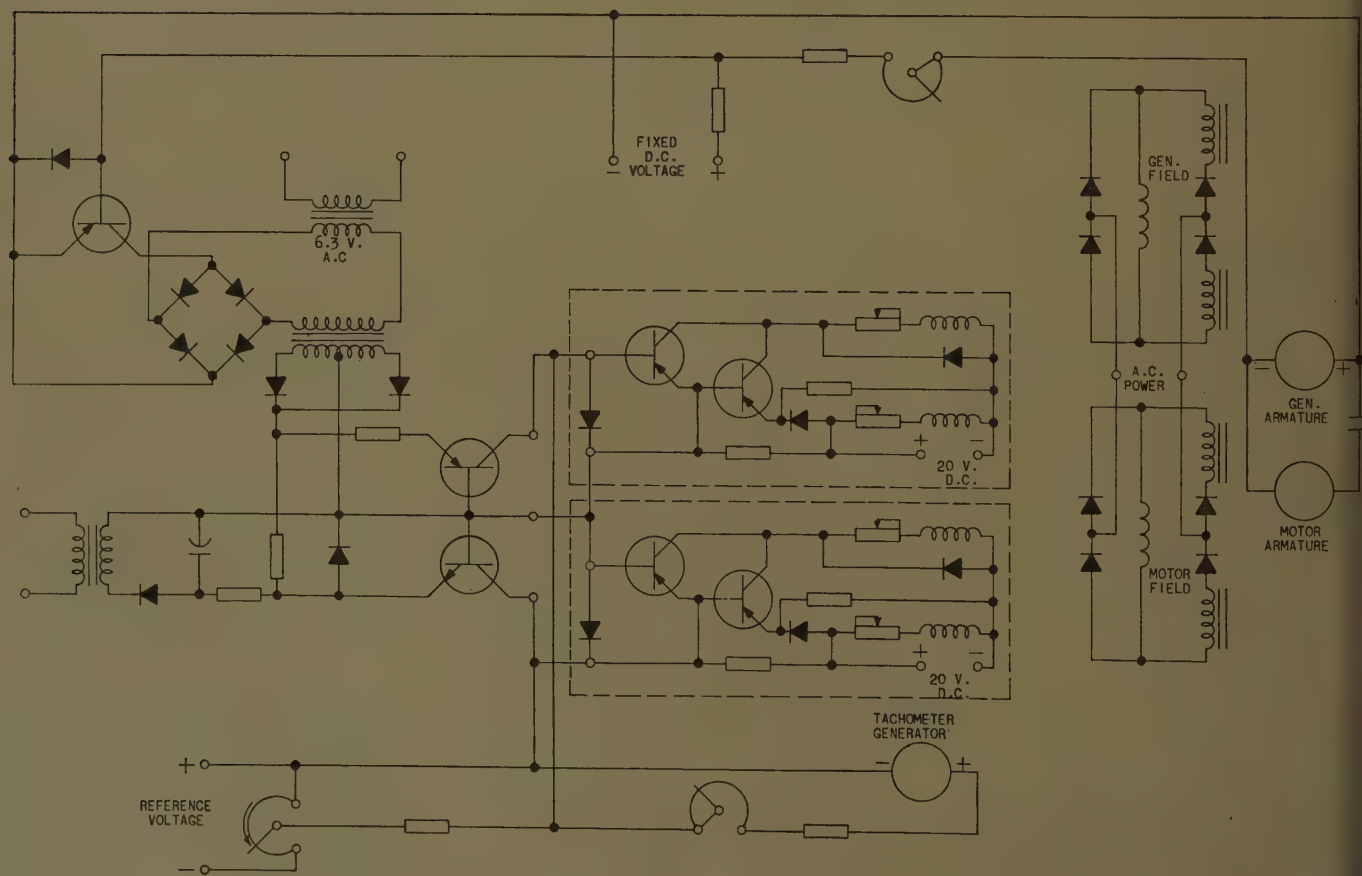 FIXED
D.C.
VOLTAGE
- +
GEN.
FIELD
6.3 V.
A.C
A.C.
POWER
- +
GEN.
ARMATURE
+ -
20 V.
D.C.
MOTOR
ARMATURE
MOTOR
FIELD
+ -
20 V.
D.C.
TACHOMETER
GENERATOR
- +
+
REFERENCE
VOLTAGE
-